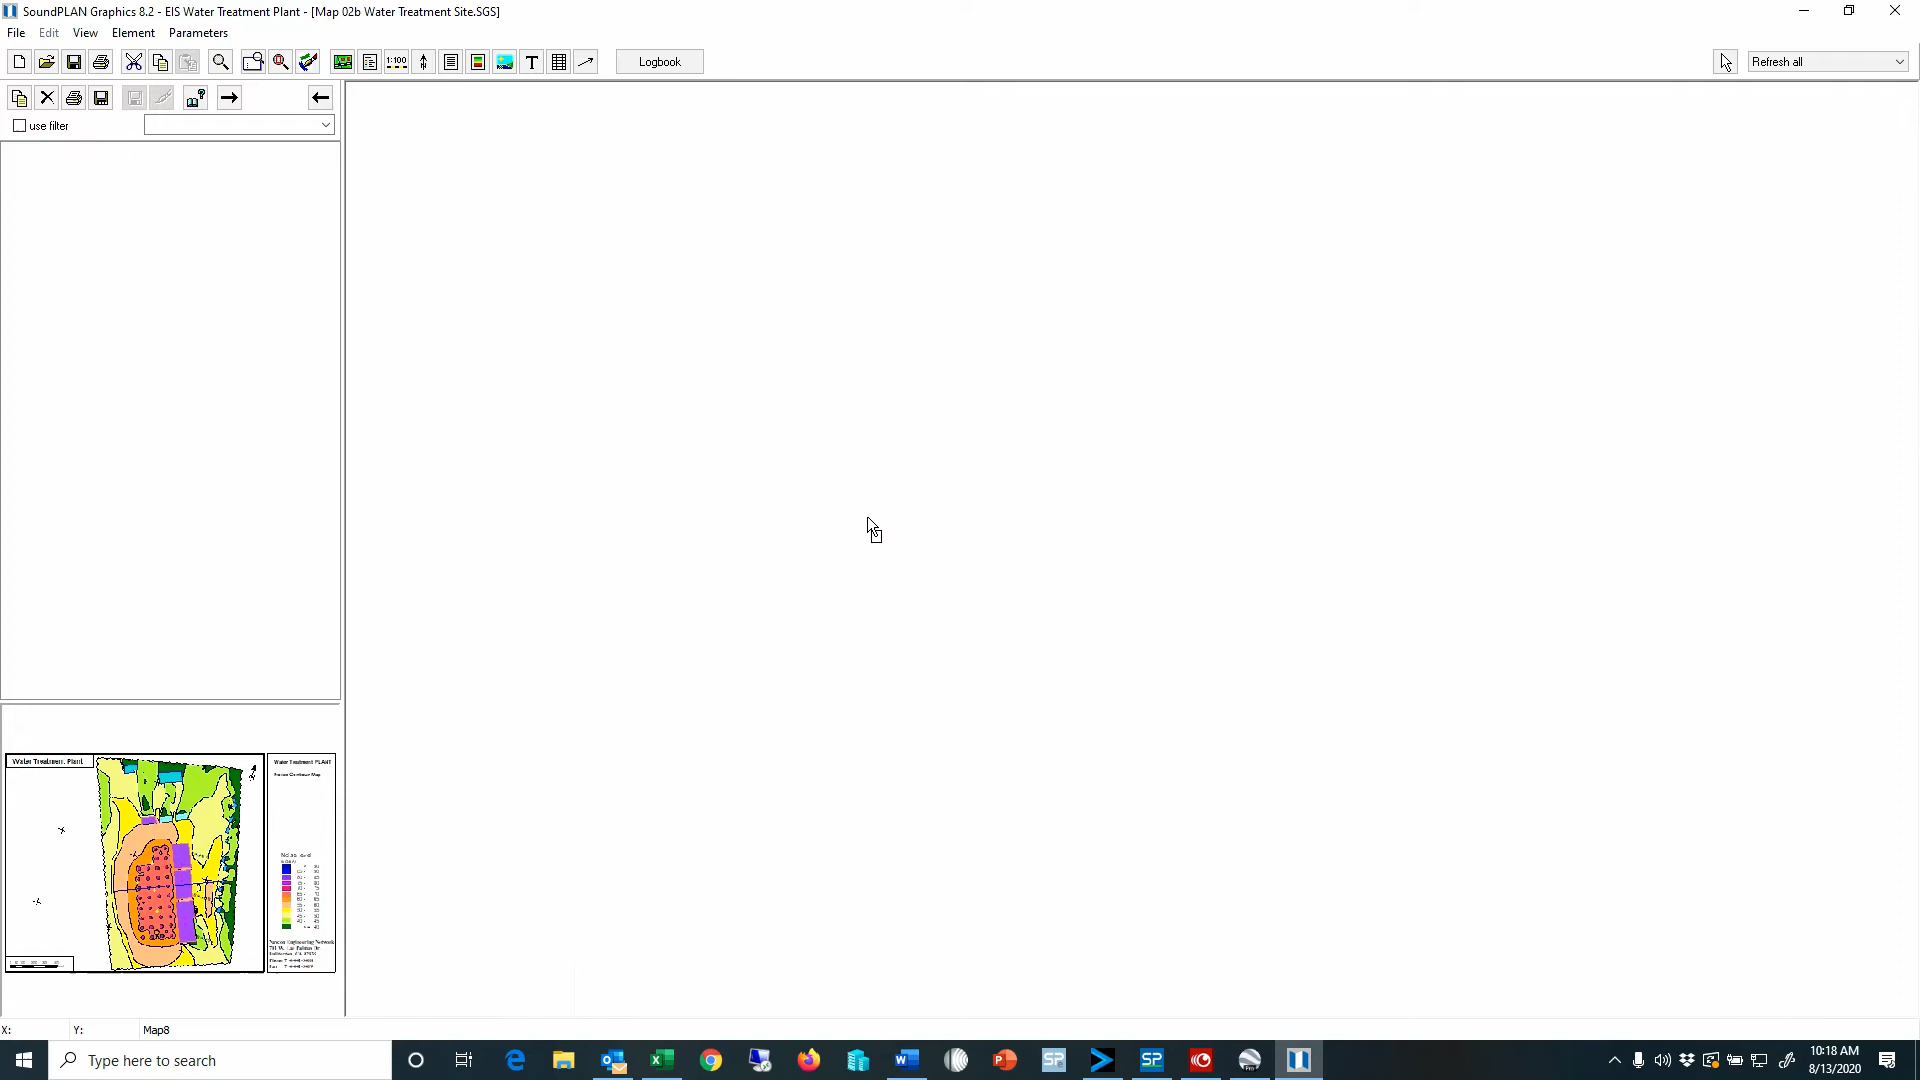 SoundPLAN Graphics 8.2 - EIS Water Treatment Plant - [Map 02b Water Treatment Site.SGS]
File Edit View Element Parameters
1:100 T Logbook Refresh all
use filter
Water Treatment Plant
Water Treatment PLANT
X: Y: Map8
Type here to search
10:18 AM
8/13/2020